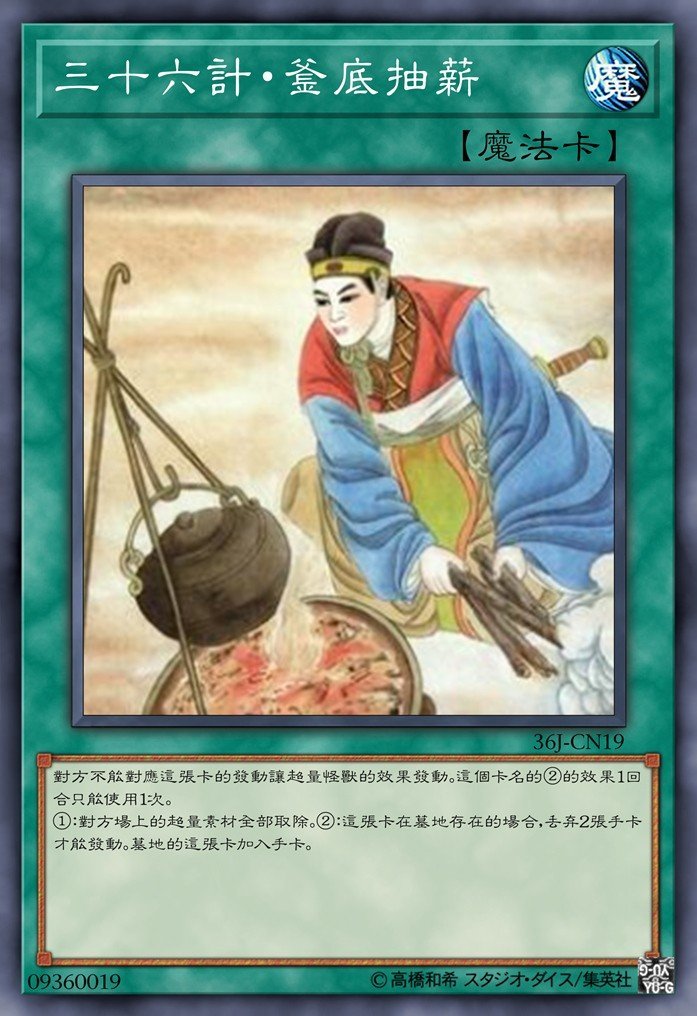 三十六計·釜底抽薪
魔
【魔法卡】
36J-CN19
對方不能對應這張卡的發動讓超量怪獸的效果發動。這個卡名的②的效果1回
合只能使用1次。
①:對方場上的超量素材全部取除。②:這張卡在墓地存在的場合,丟弃2張手卡
才能發動。墓地的這張卡加入手卡。
09360019
©高橋和希 スタジオ・ダイス/集英社